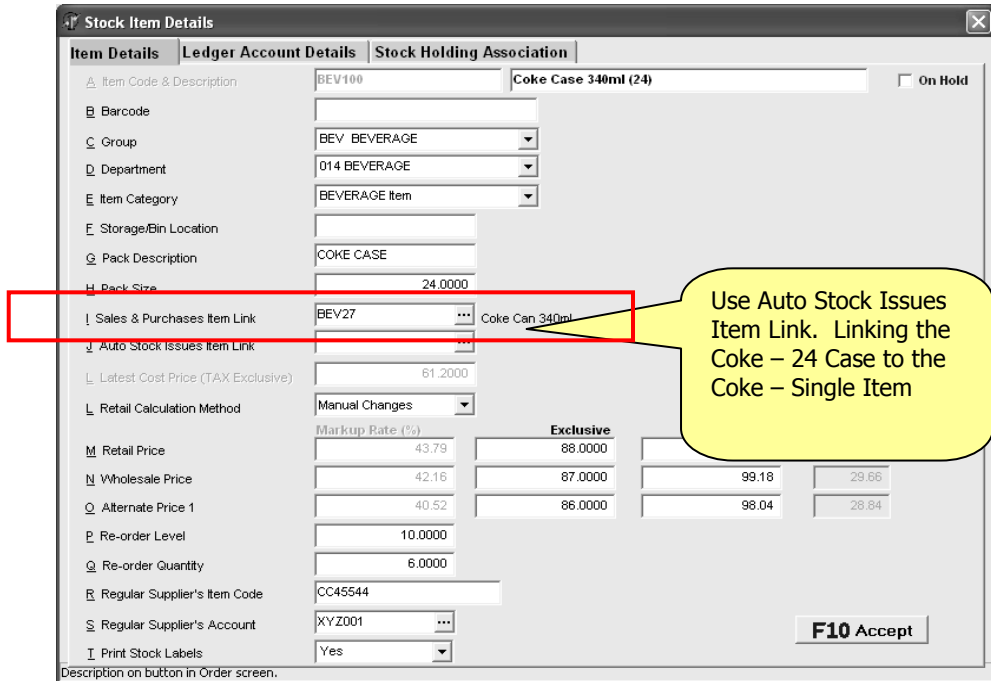 Stock Item Details
Item Details Ledger Account Details Stock Holding Association
A Item Code & Description BEV100 Coke Case 340ml (24) On Hold
B Barcode
C Group BEV BEVERAGE
D Department 014 BEVERAGE
E Item Category BEVERAGE Item
F Storage/Bin Location
G Pack Description COKE CASE
H Pack Size 24.0000
I Sales & Purchases Item Link BEV27 ... Coke Can 340ml
J Auto Stock Issues Item Link ...
L Latest Cost Price (TAX Exclusive) 61.2000
L Retail Calculation Method Manual Changes
Markup Rate (%) Exclusive
M Retail Price 43.79 88.0000
N Wholesale Price 42.16 87.0000 99.18 29.66
O Alternate Price 1 40.52 86.0000 98.04 28.84
P Re-order Level 10.0000
Q Re-order Quantity 6.0000
R Regular Supplier's Item Code CC45544
S Regular Supplier's Account XYZ001 ...
T Print Stock Labels Yes
F10 Accept
Description on button in Order screen.
Use Auto Stock Issues
Item Link. Linking the
Coke – 24 Case to the
Coke – Single Item